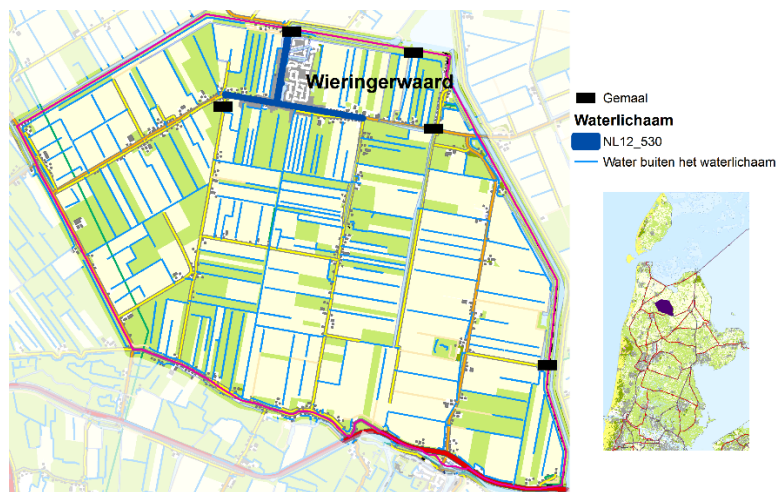 Wieringerwaard
Gemaal
Waterlichaam
NL12_530
Water buiten het waterlichaam